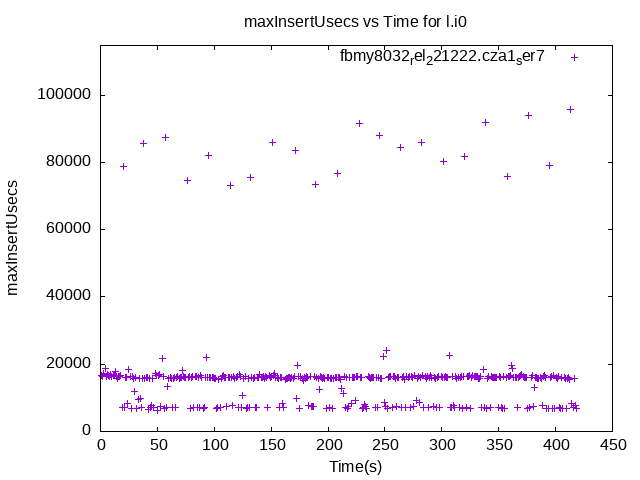 maxInsertUsecs vs Time for l.i0
fbmy8032rel221222.cza1ser7
maxInsertUsecs
100000
80000
60000
40000
20000
0
0 50 100 150 200 250 300 350 400 450
Time(s)